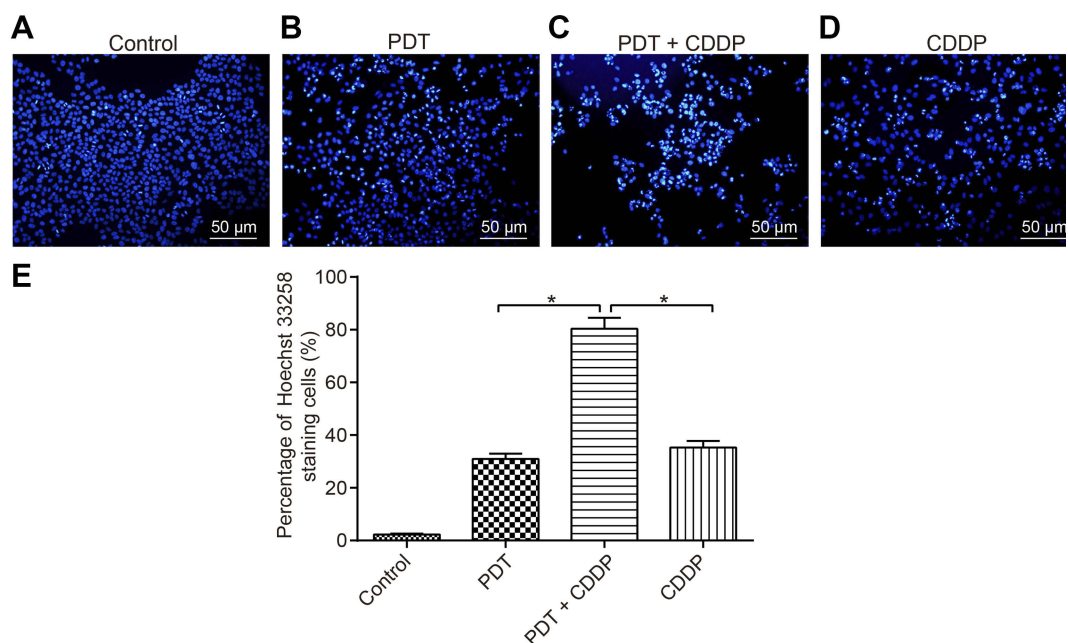 A
Control
50 µm
B
PDT
50 µm
C
PDT + CDDP
50 µm
D
CDDP
50 µm
E
Percentage of Hoechst 33258
staining cells (%)
100
80
60
40
20
0
*
*
Control
PDT
PDT + CDDP
CDDP